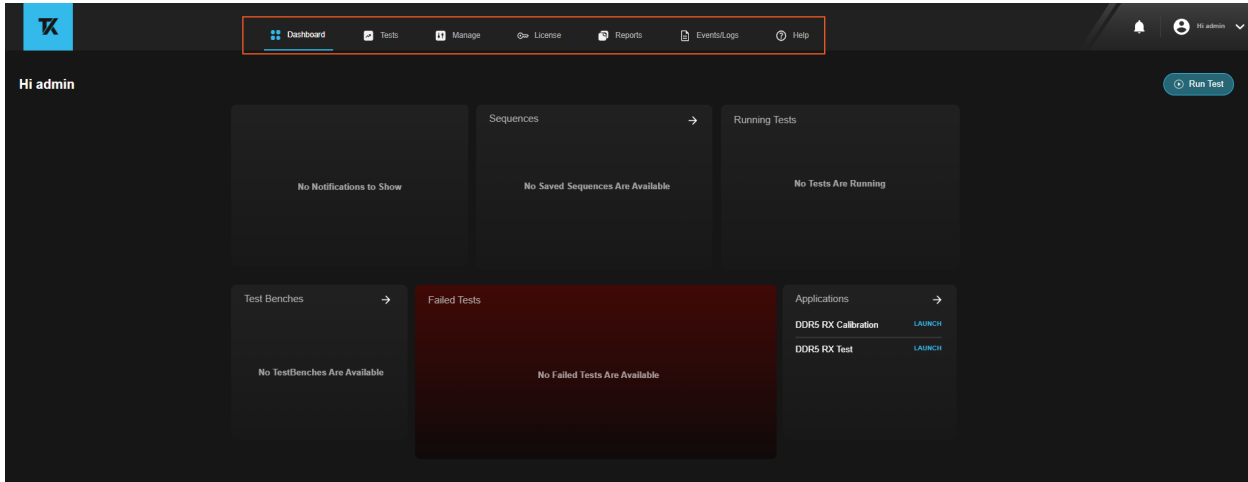 TK
Dashboard Tests Manage License Reports Events/Logs Help
Hi admin
Hi admin
Run Test
No Notifications to Show
Sequences
No Saved Sequences Are Available
Running Tests
No Tests Are Running
Test Benches
No TestBenches Are Available
Failed Tests
No Failed Tests Are Available
Applications
DDR5 RX Calibration LAUNCH
DDR5 RX Test LAUNCH